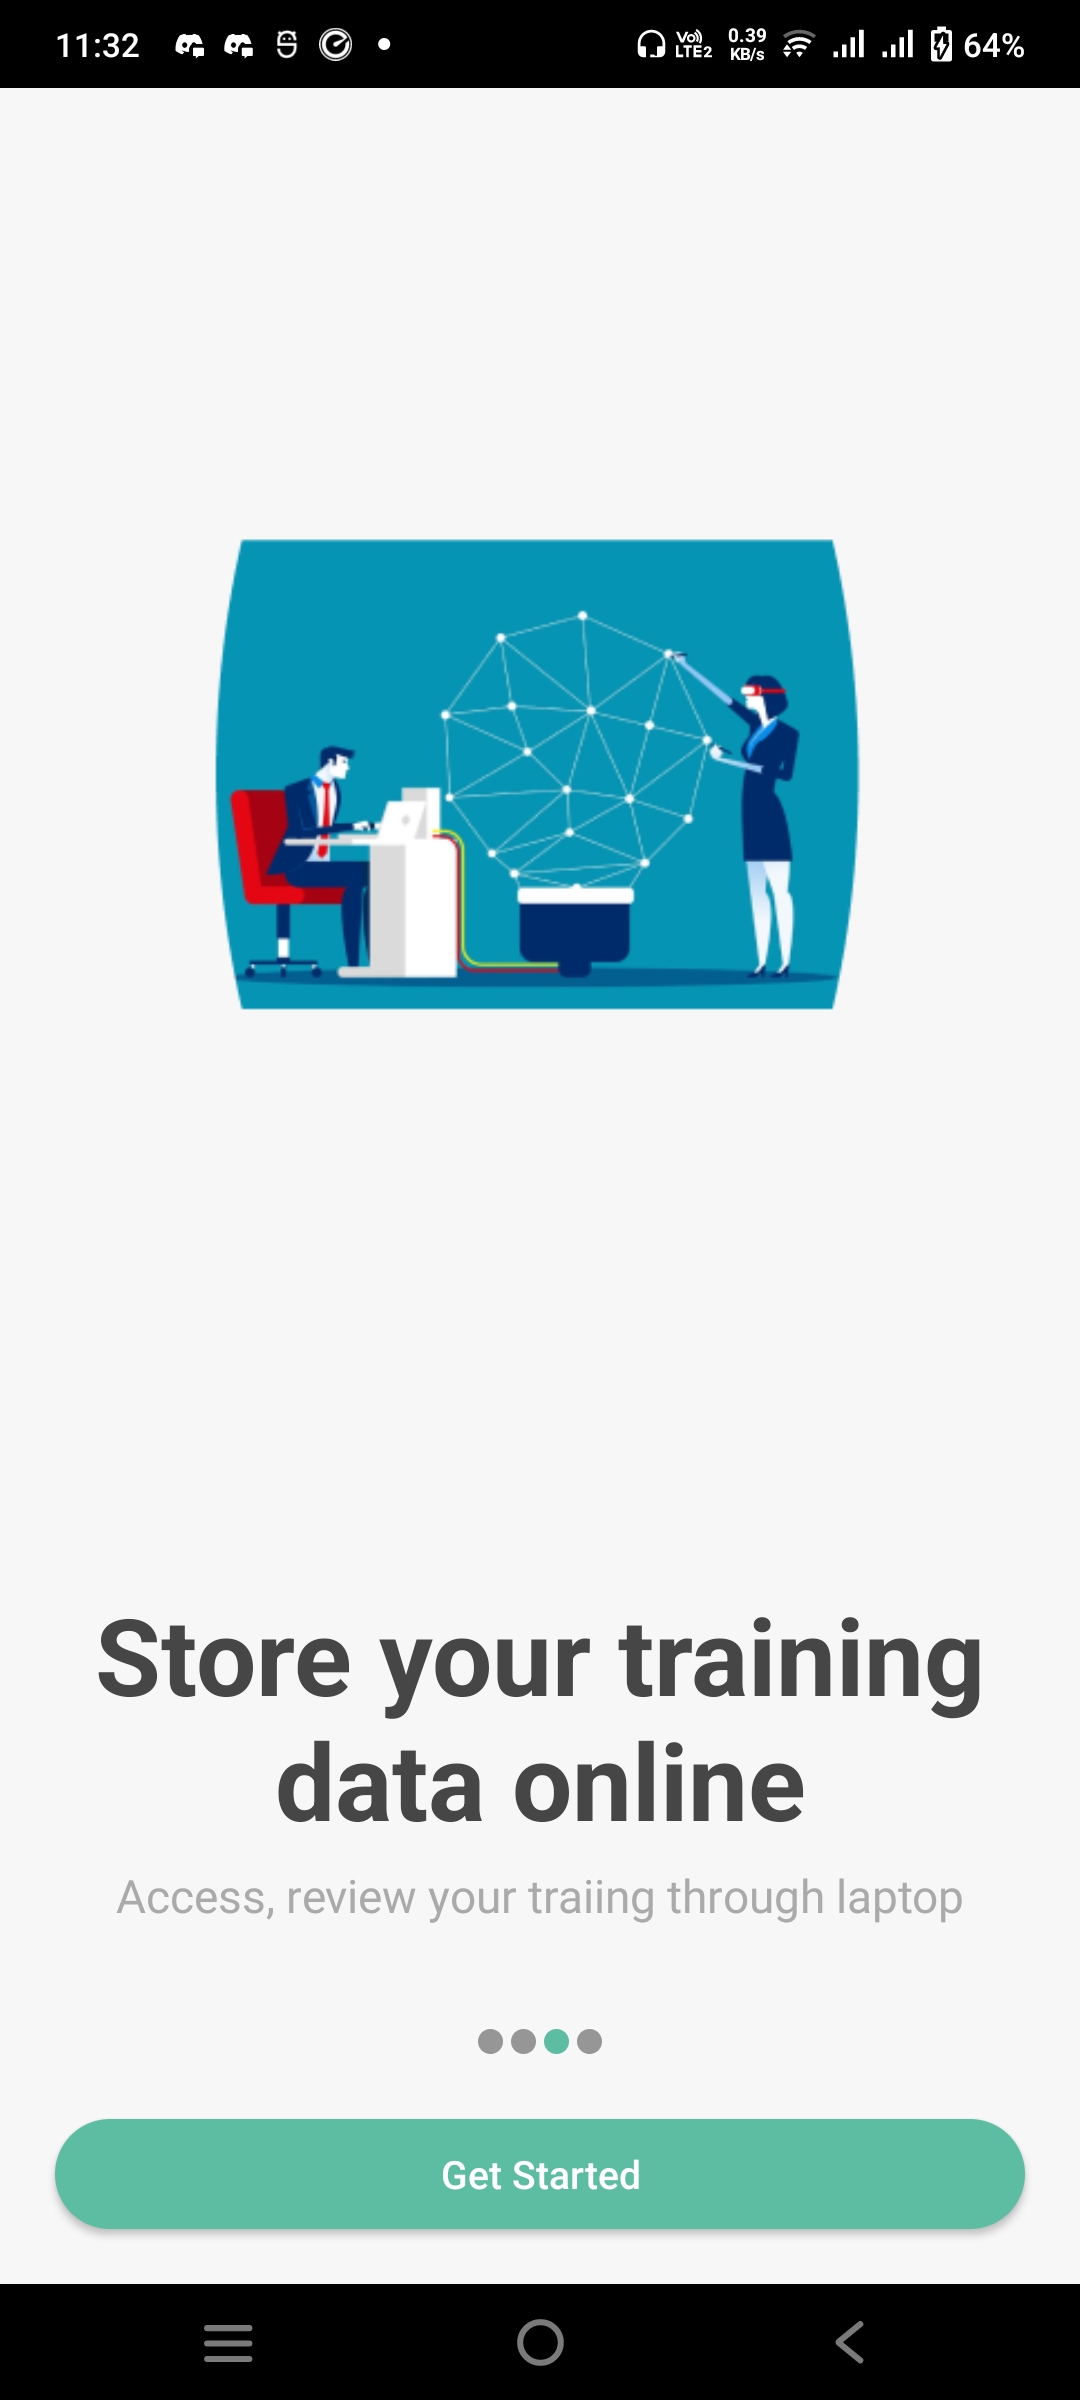 11:32 Vo)) LTE2 0.39 KB/s 64%
Store your training
data online
Access, review your traiing through laptop
Get Started